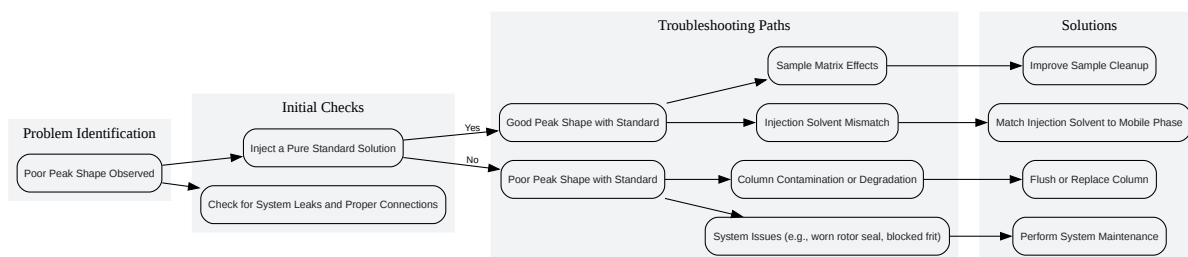 Problem Identification
Poor Peak Shape Observed
Initial Checks
Inject a Pure Standard Solution
Check for System Leaks and Proper Connections
Yes
No
Troubleshooting Paths
Sample Matrix Effects
Good Peak Shape with Standard
Injection Solvent Mismatch
Poor Peak Shape with Standard
Column Contamination or Degradation
System Issues (e.g., worn rotor seal, blocked frit)
Solutions
Improve Sample Cleanup
Match Injection Solvent to Mobile Phase
Flush or Replace Column
Perform System Maintenance